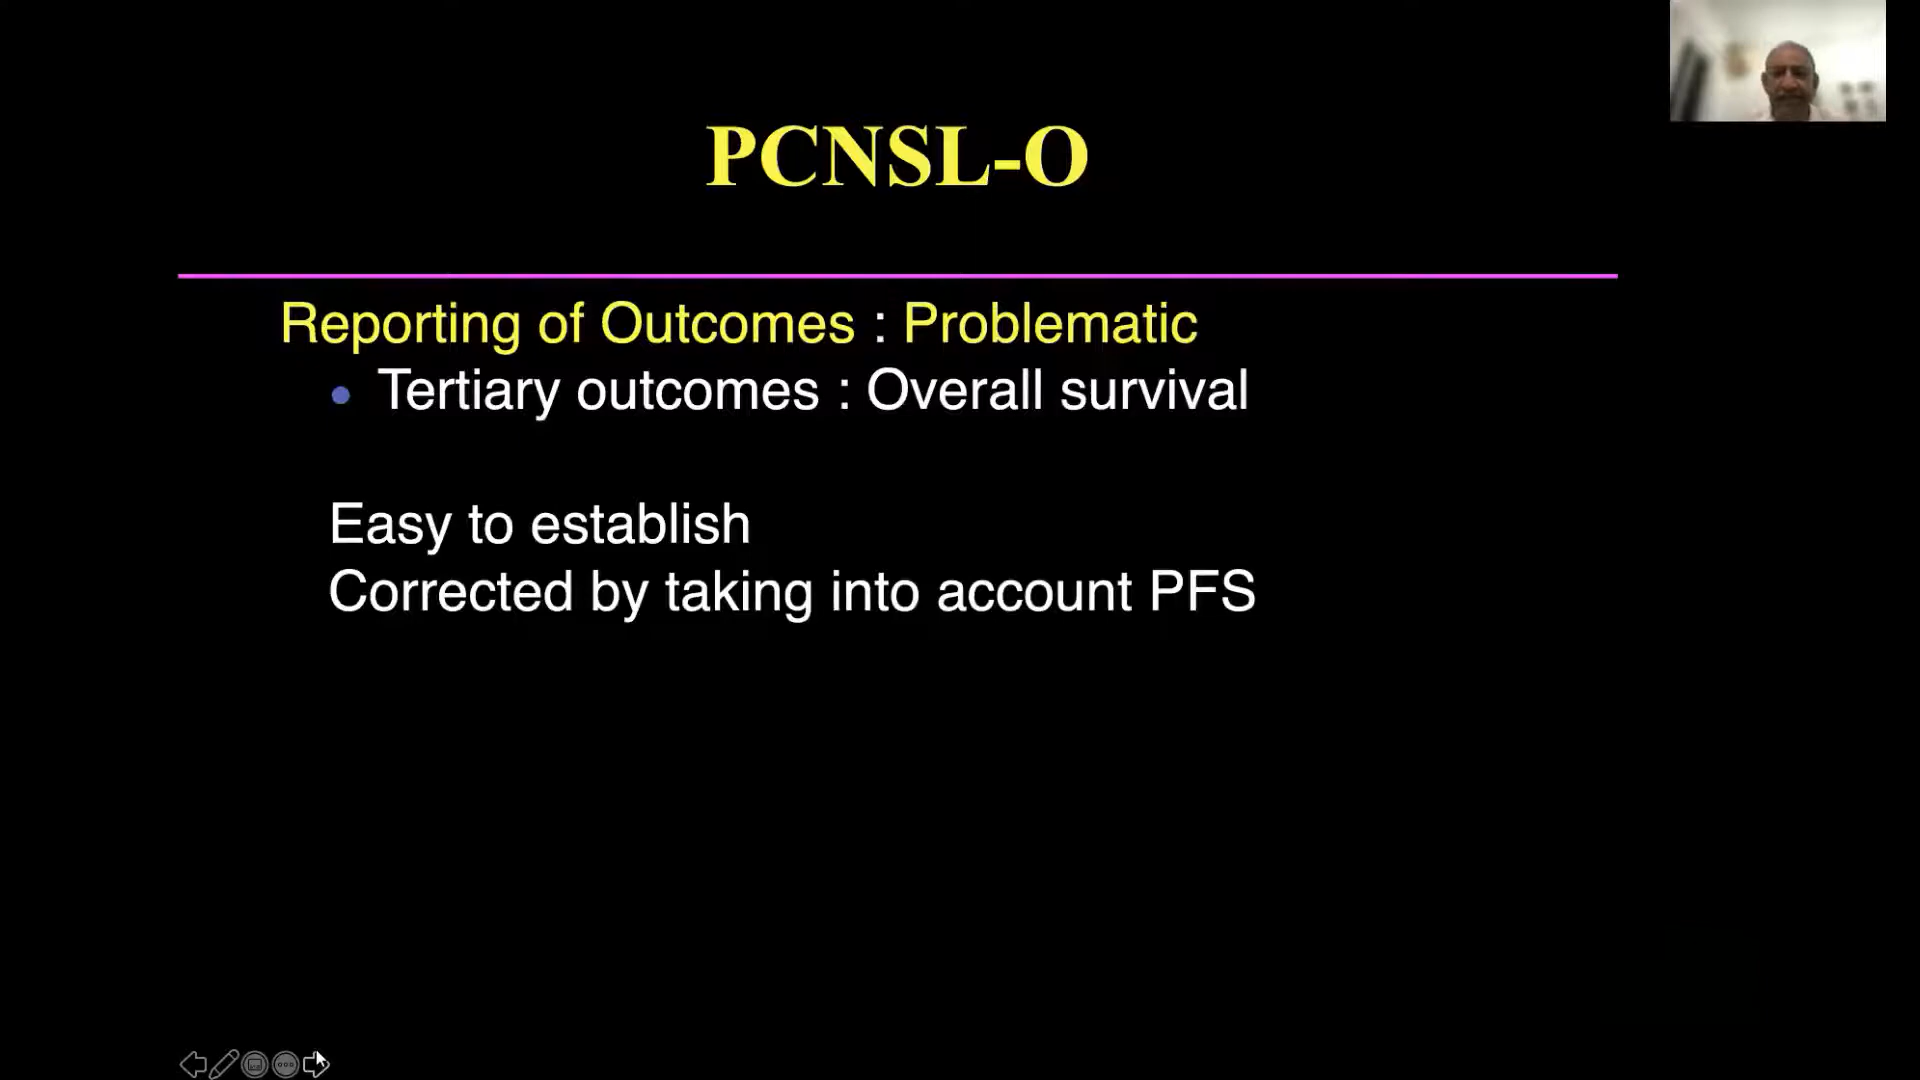 PCNSL-O
Reporting of Outcomes : Problematic
Tertiary outcomes : Overall survival
Easy to establish
Corrected by taking into account PFS